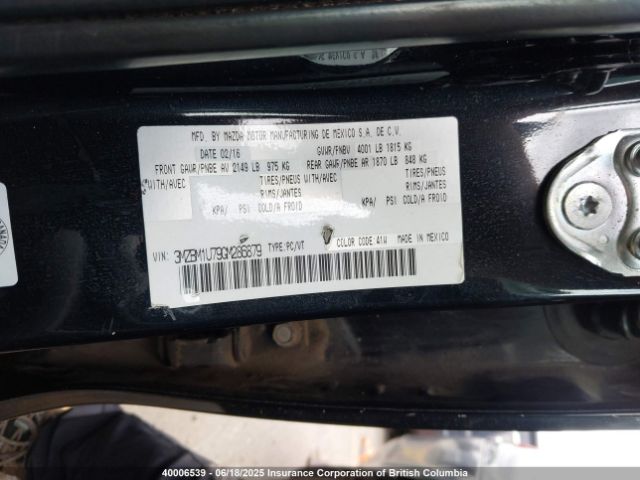 MEXICO
MFD. BY MAZDA MOTOR MANUFACTURING DE MEXICO S.A. DE C.V.
DATE 02/16 GVWR/PNBV 4001 LB 1815 KG
FRONT GAWR/PNBE AV 2149 LB 975 KG REAR GAWR/PNBE AR 1870 LB 848 KG
WITH/AVEC TIRES/PNEUS WITH/AVEC TIRES/PNEUS
RIMS/JANTES RIMS/JANTES
KPA/ PSI COLD/A FROID KPA/ PSI COLD/A FROID
VIN: 3MZBM1U79GM286879 TYPE:PC/VT COLOR CODE 41W MADE IN MEXICO
40006539 - 06/18/2025 Insurance Corporation of British Columbia